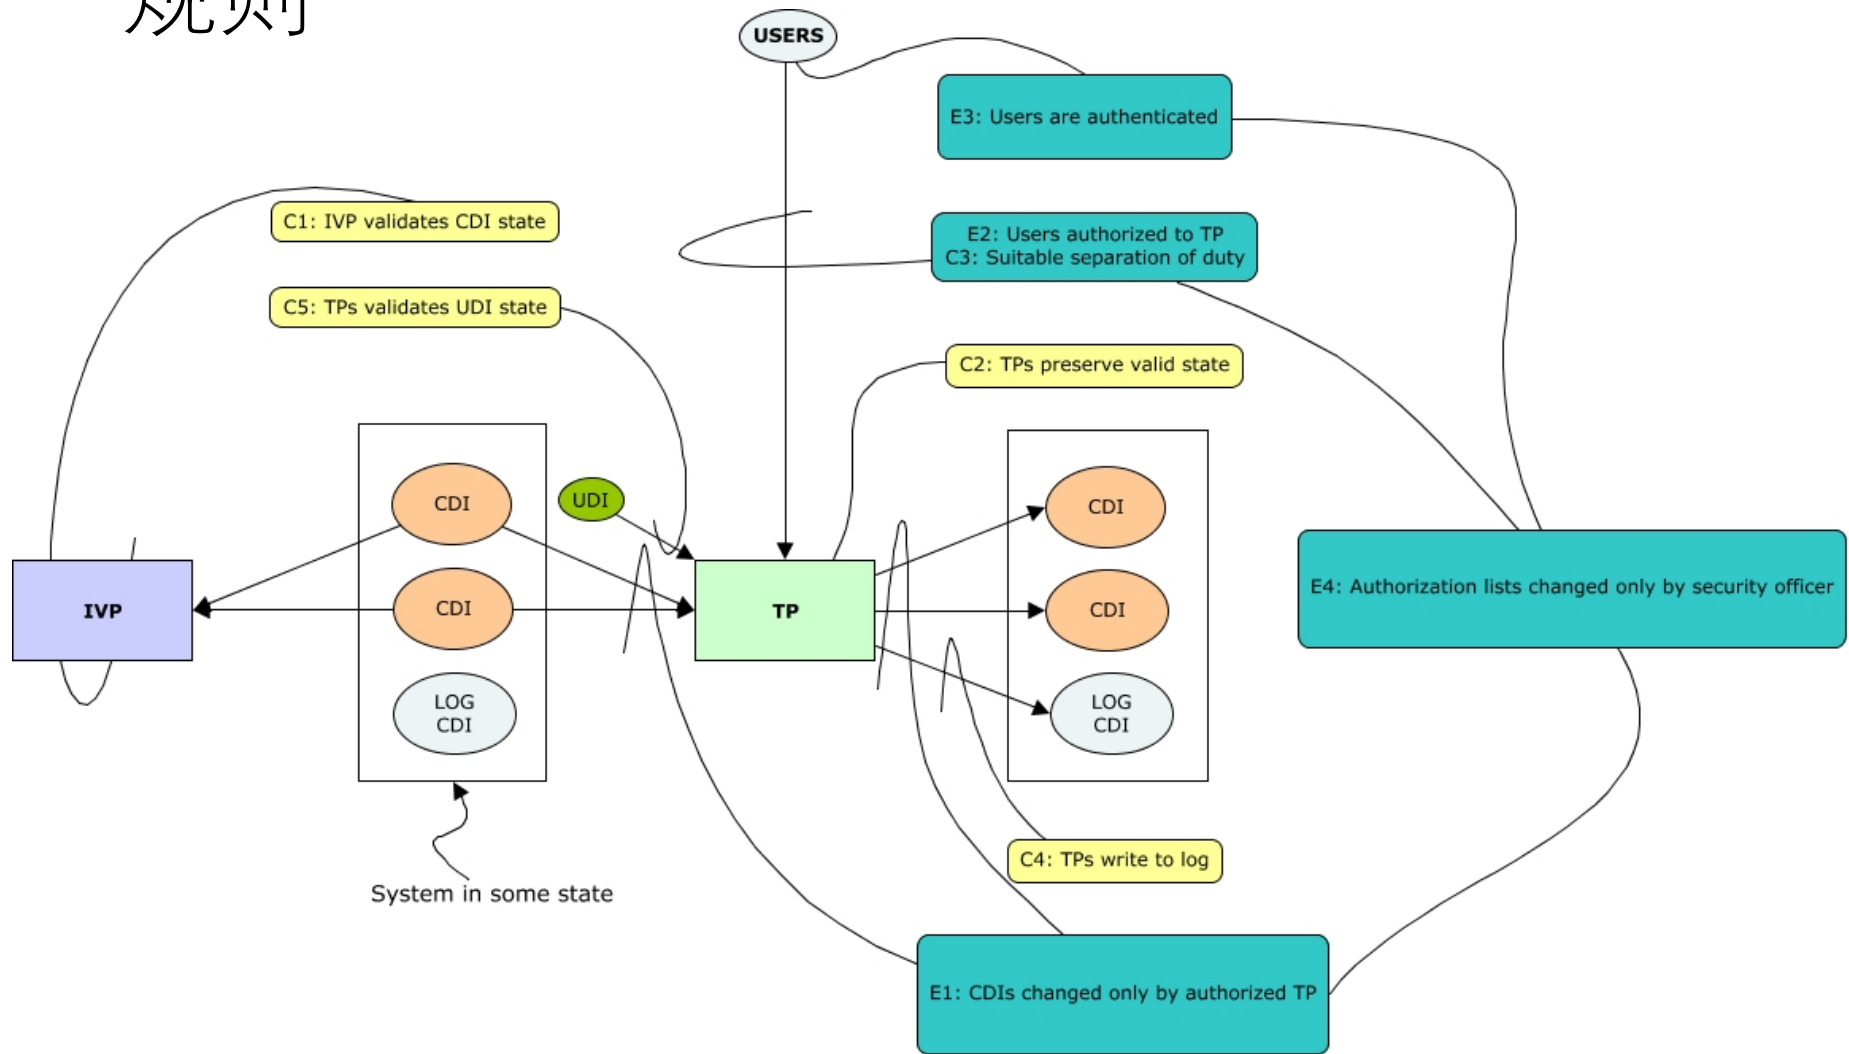 规则
USERS
E3: Users are authenticated
C1: IVP validates CDI state
E2: Users authorized to TP
C3: Suitable separation of duty
C5: TPs validates UDI state
C2: TPs preserve valid state
CDI
UDI
CDI
E4: Authorization lists changed only by security officer
IVP
CDI
TP
CDI
LOG
CDI
LOG
CDI
C4: TPs write to log
System in some state
E1: CDIs changed only by authorized TP